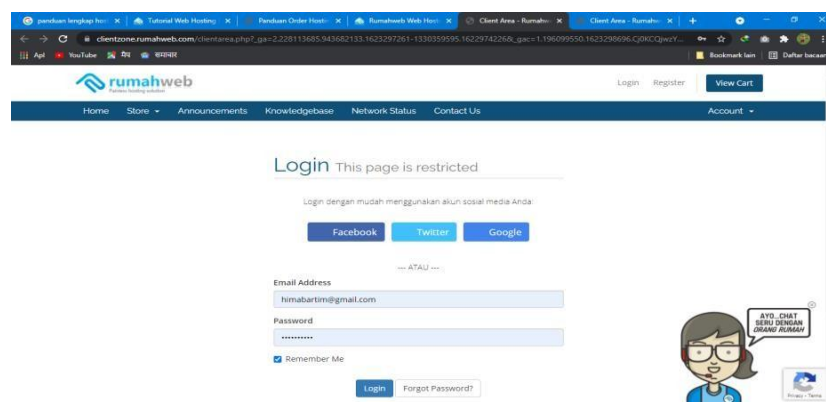 panduan lengkap host
Tutorial Web Hosting
Panduan Order Hosti
Rumahweb Web Host
Client Area - Rumahw
Client Area - Rumahw
clientzone.rumahweb.com/clientarea.php?_ga=2.228113685.943682133.1623297261-1330359595.1622974226&_gac=1.196099550.1623298696.Cj0KCQjwzY...
Apl YouTube मैप समाचार Bookmark lain Daftar bacaan
rumahweb
Login Register View Cart
Home Store Announcements Knowledgebase Network Status Contact Us Account
Login This page is restricted
Login dengan mudah menggunakan akun sosial media Anda:
Facebook Twitter Google
--- ATAU ---
Email Address
himabartim@gmail.com
Password
Remember Me
Login Forgot Password?
AYO...CHAT
SERU DENGAN
ORANG RUMAH!
Privacy - Terms